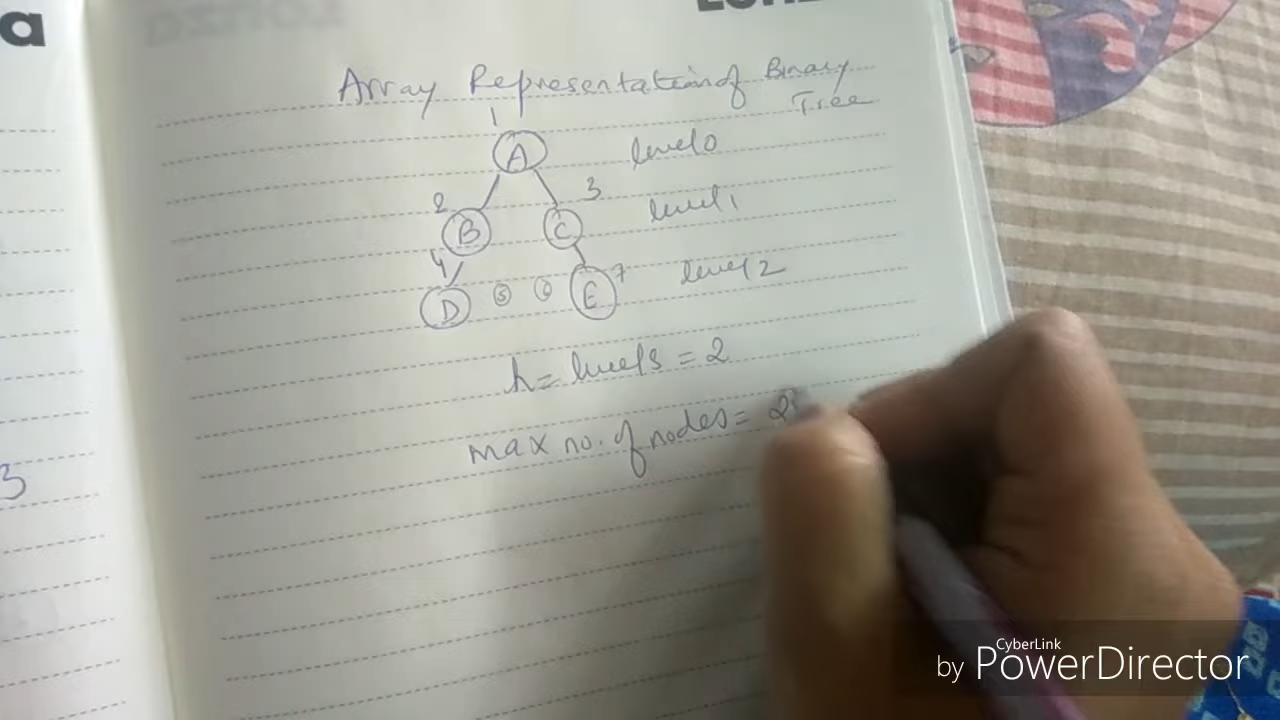 a
Array Representation of Binary
Tree
1
A
level 0
2
3
B
C
level 1
4
7
D
5
6
E
level 2
h = levels = 2
max no. of nodes =
3
CyberLink
by PowerDirector